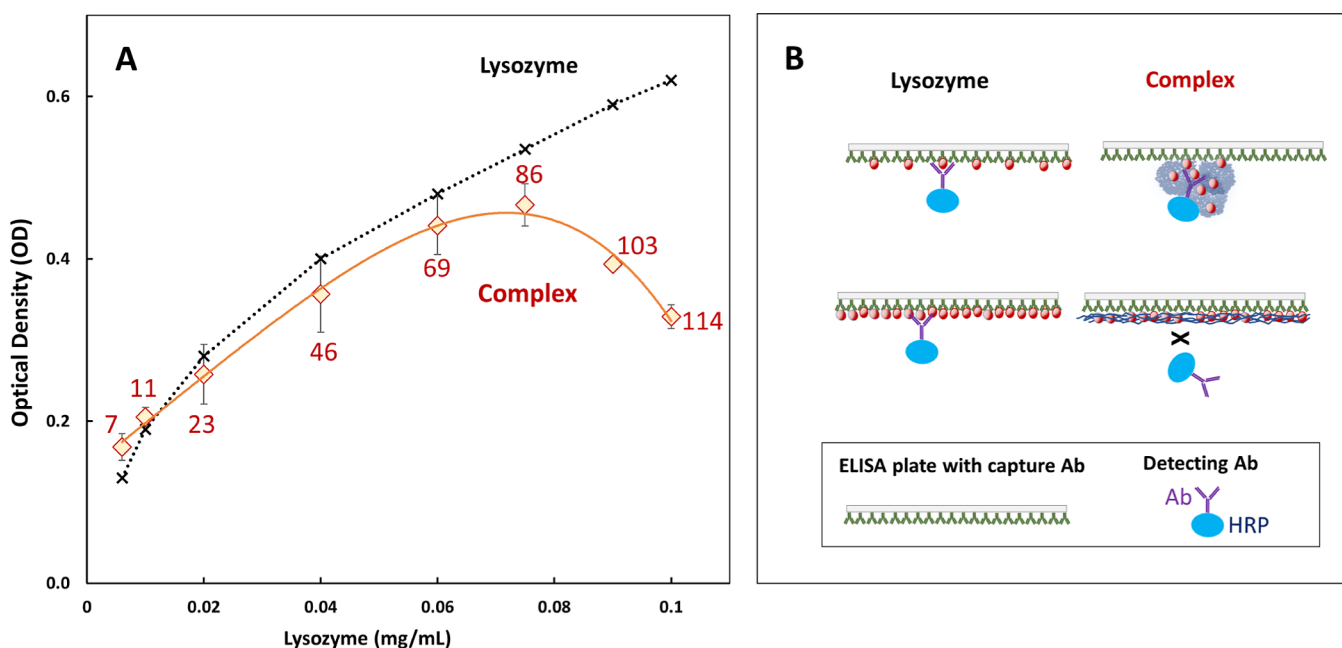 A
Lysozyme
Complex
Optical Density (OD)
0.6
0.4
0.2
0.0
7
11
23
46
69
86
103
114
0
0.02
0.04
0.06
0.08
0.1
Lysozyme (mg/mL)
B
Lysozyme
Complex
X
ELISA plate with capture Ab
Detecting Ab
Ab
HRP